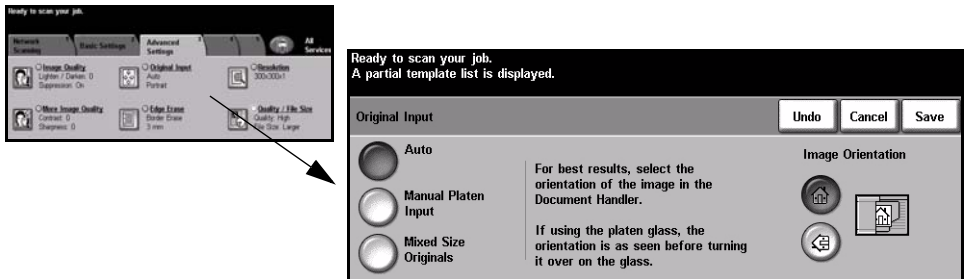 Ready to scan your job.
Network Scanning
Basic Settings
Advanced Settings
All Services
Image Quality
Lighten / Darken: 0
Suppression: On
Original Input
Auto
Portrait
Resolution
300x300x1
More Image Quality
Contrast: 0
Sharpness: 0
Edge Erase
Border Erase
3 mm
Quality / File Size
Quality: High
File Size: Larger
Ready to scan your job.
A partial template list is displayed.
Original Input
Undo
Cancel
Save
Auto
Manual Platen
Input
Mixed Size
Originals
For best results, select the
orientation of the image in the
Document Handler.
If using the platen glass, the
orientation is as seen before turning
it over on the glass.
Image Orientation